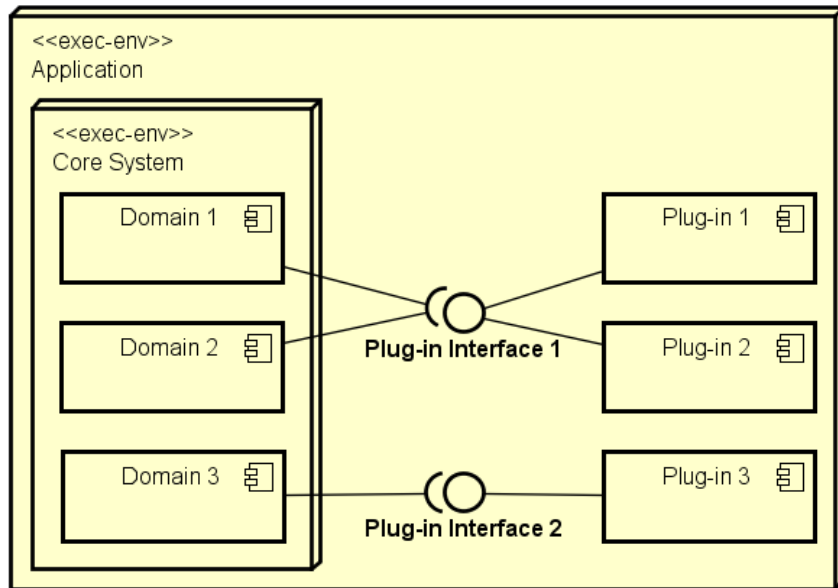 <<exec-env>>
Application
<<exec-env>>
Core System
Domain 1
Plug-in 1
Domain 2
Plug-in Interface 1
Plug-in 2
Domain 3
Plug-in 3
Plug-in Interface 2